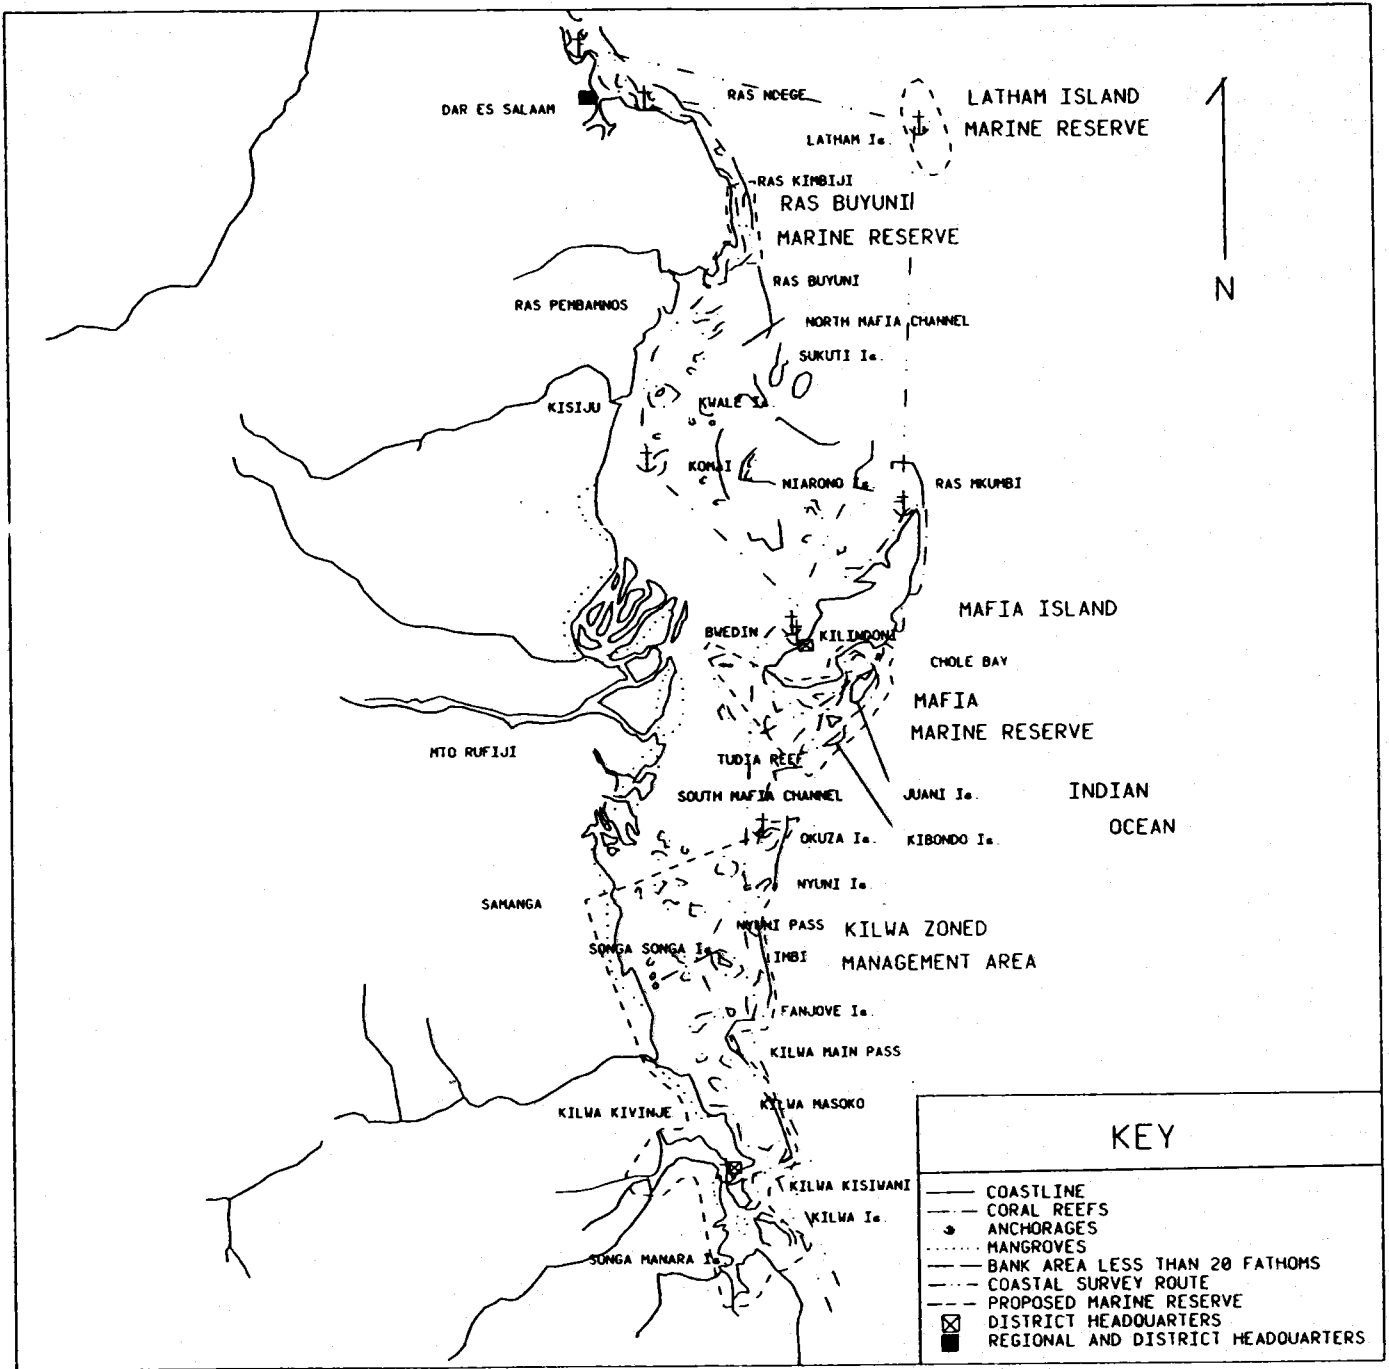 RAS NDEGE
LATHAM ISLAND
MARINE RESERVE
DAR ES SALAAM
LATHAM Is.
RAS KIMBIJI
RAS BUYUNI
MARINE RESERVE
RAS BUYUNI
N
RAS PEMBAMNOS
NORTH MAFIA CHANNEL
SUKUTI Is.
KISIJU
KWALE Is.
KOMAI
NIARONO Is.
RAS MKUMBI
MAFIA ISLAND
BWEDIN
KILINDONI
CHOLE BAY
MAFIA
MARINE RESERVE
MTO RUFIJI
TUDIA REEF
SOUTH MAFIA CHANNEL
JUANI Is.
INDIAN
OCEAN
OKUZA Is.
KIBONDO Is.
NYUNI Is.
SAMANGA
NYUNI PASS
KILWA ZONED
MANAGEMENT AREA
SONGA SONGA Is.
IMBI
FANJOVE Is.
KILWA MAIN PASS
KILWA KIVINJE
KILWA MASOKO
KILWA KISIWANI
KILWA Is.
SONGA MANARA Is.
KEY
COASTLINE
CORAL REEFS
ANCHORAGES
MANGROVES
BANK AREA LESS THAN 20 FATHOMS
COASTAL SURVEY ROUTE
PROPOSED MARINE RESERVE
DISTRICT HEADQUARTERS
REGIONAL AND DISTRICT HEADQUARTERS